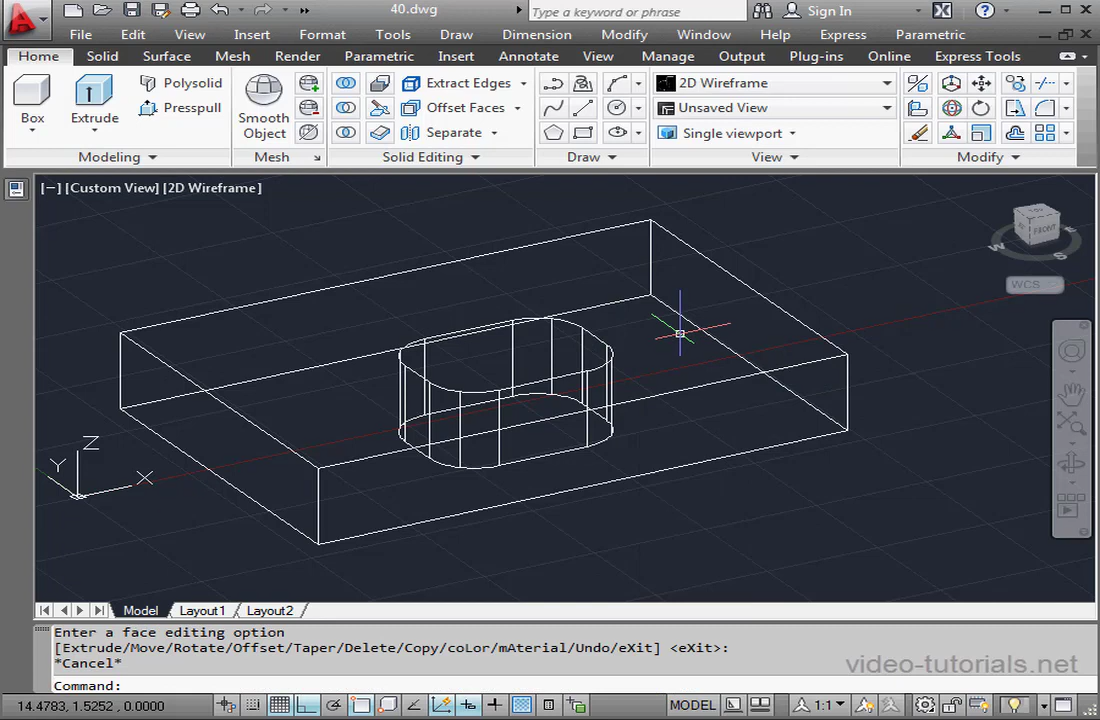 40.dwg
Type a keyword or phrase
Sign In
File Edit View Insert Format Tools Draw Dimension Modify Window Help Express Parametric
Home Solid Surface Mesh Render Parametric Insert Annotate View Manage Output Plug-ins Online Express Tools
Polysolid Extract Edges 2D Wireframe
Presspull Offset Faces Unsaved View
Box Extrude Smooth Object Separate Single viewport
Modeling Mesh Solid Editing Draw View Modify
[−] [Custom View] [2D Wireframe]
FRONT
W S E
WCS
Z
Y X
Model Layout1 Layout2
Enter a face editing option
[Extrude/Move/Rotate/Offset/Taper/Delete/Copy/coLor/mAterial/Undo/eXit] <eXit>:
*Cancel*
video-tutorials.net
Command:
14.4783, 1.5252, 0.0000 MODEL 1:1